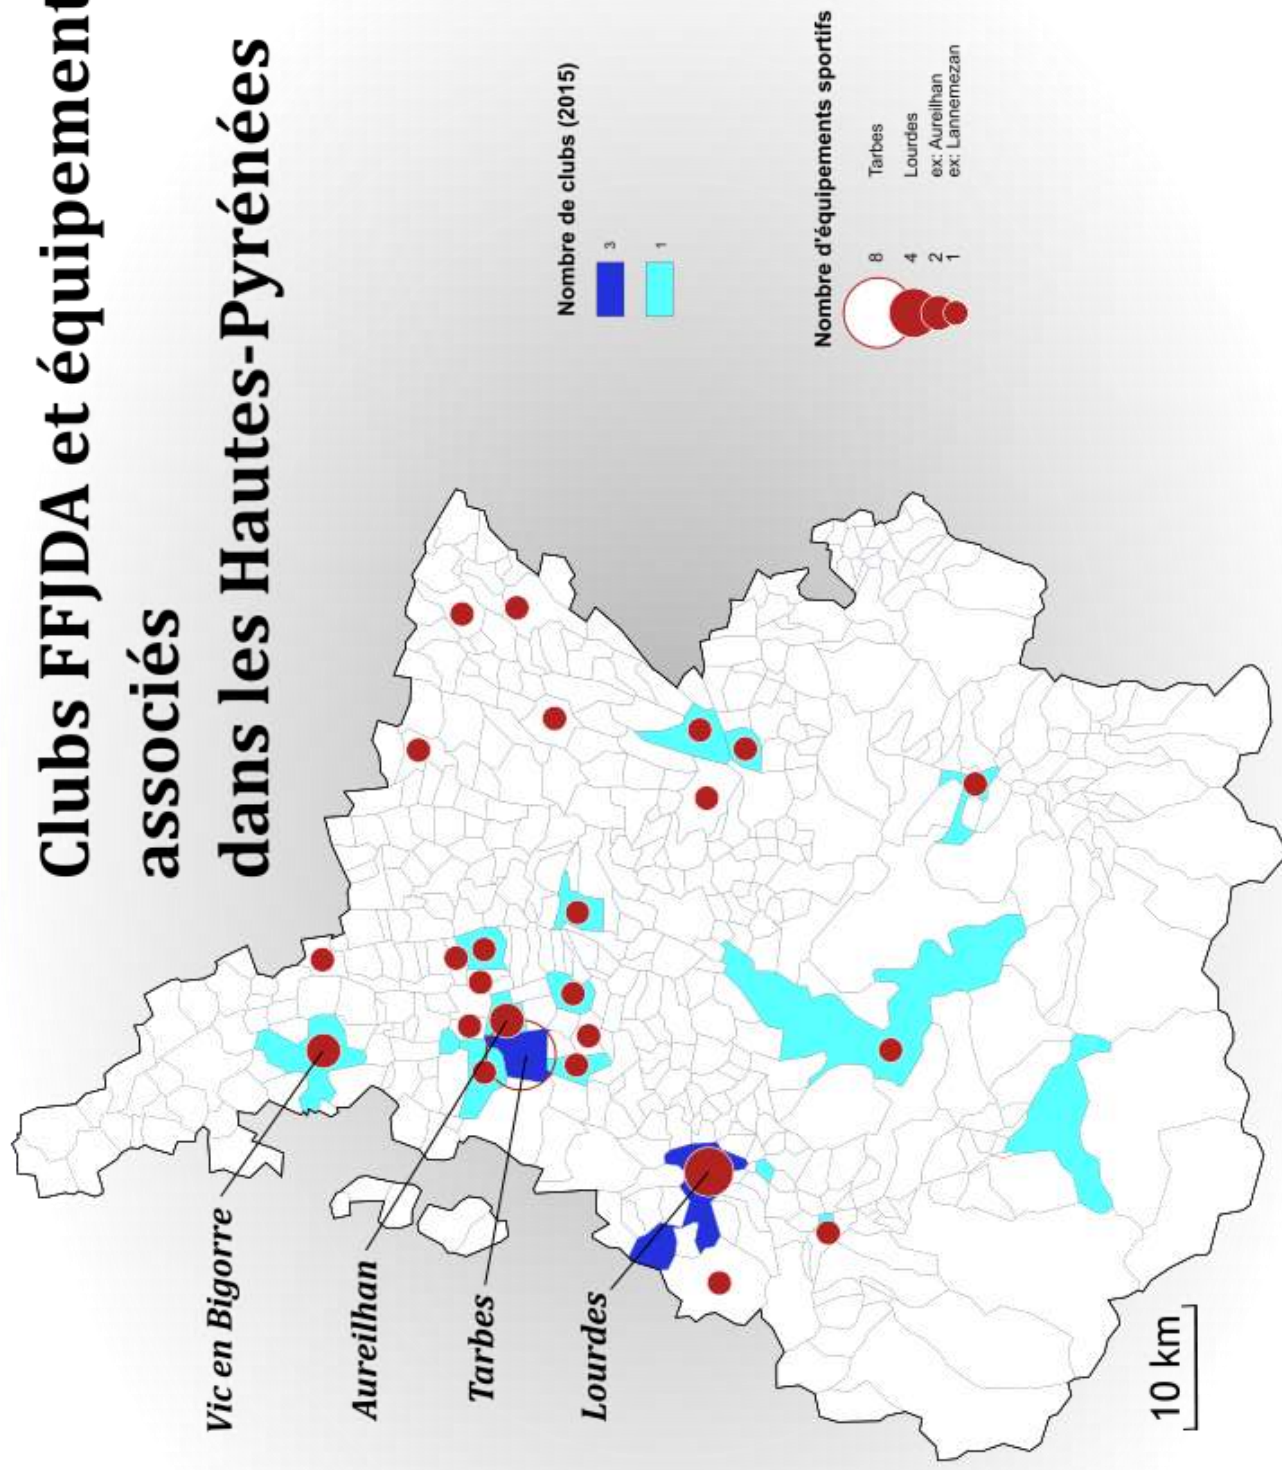 Clubs FFJDA et équipement
associés
dans les Hautes-Pyrénées
Vic en Bigorre
Aureilhan
Tarbes
Lourdes
Nombre de clubs (2015)
3
1
Nombre d'équipements sportifs
8 Tarbes
4 Lourdes
2 ex: Aureilhan
1 ex: Lannemezan
10 km